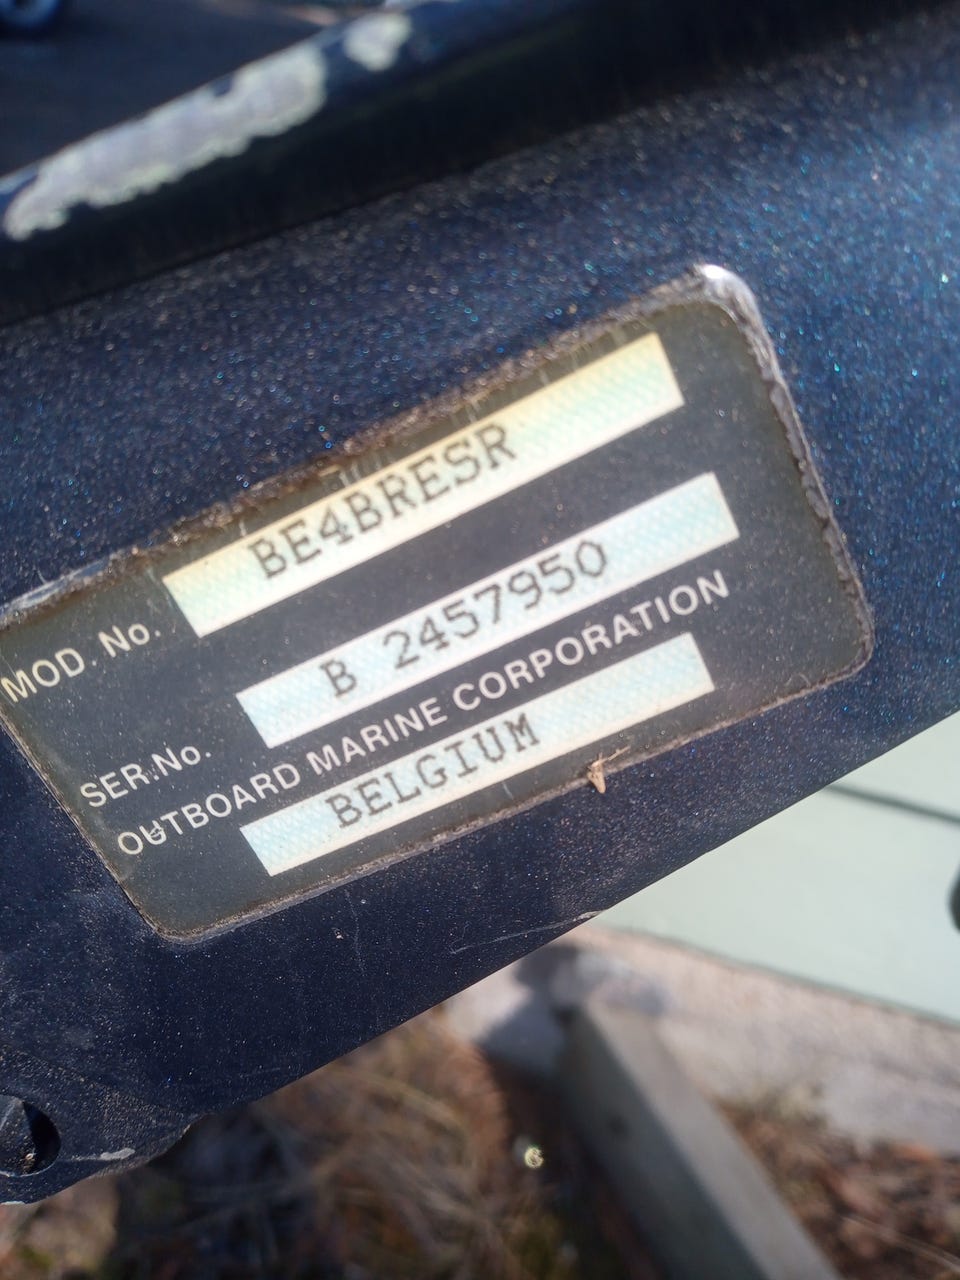 MOD. No. BE4BRESR
SER.No. B 2457950
OUTBOARD MARINE CORPORATION
BELGIUM